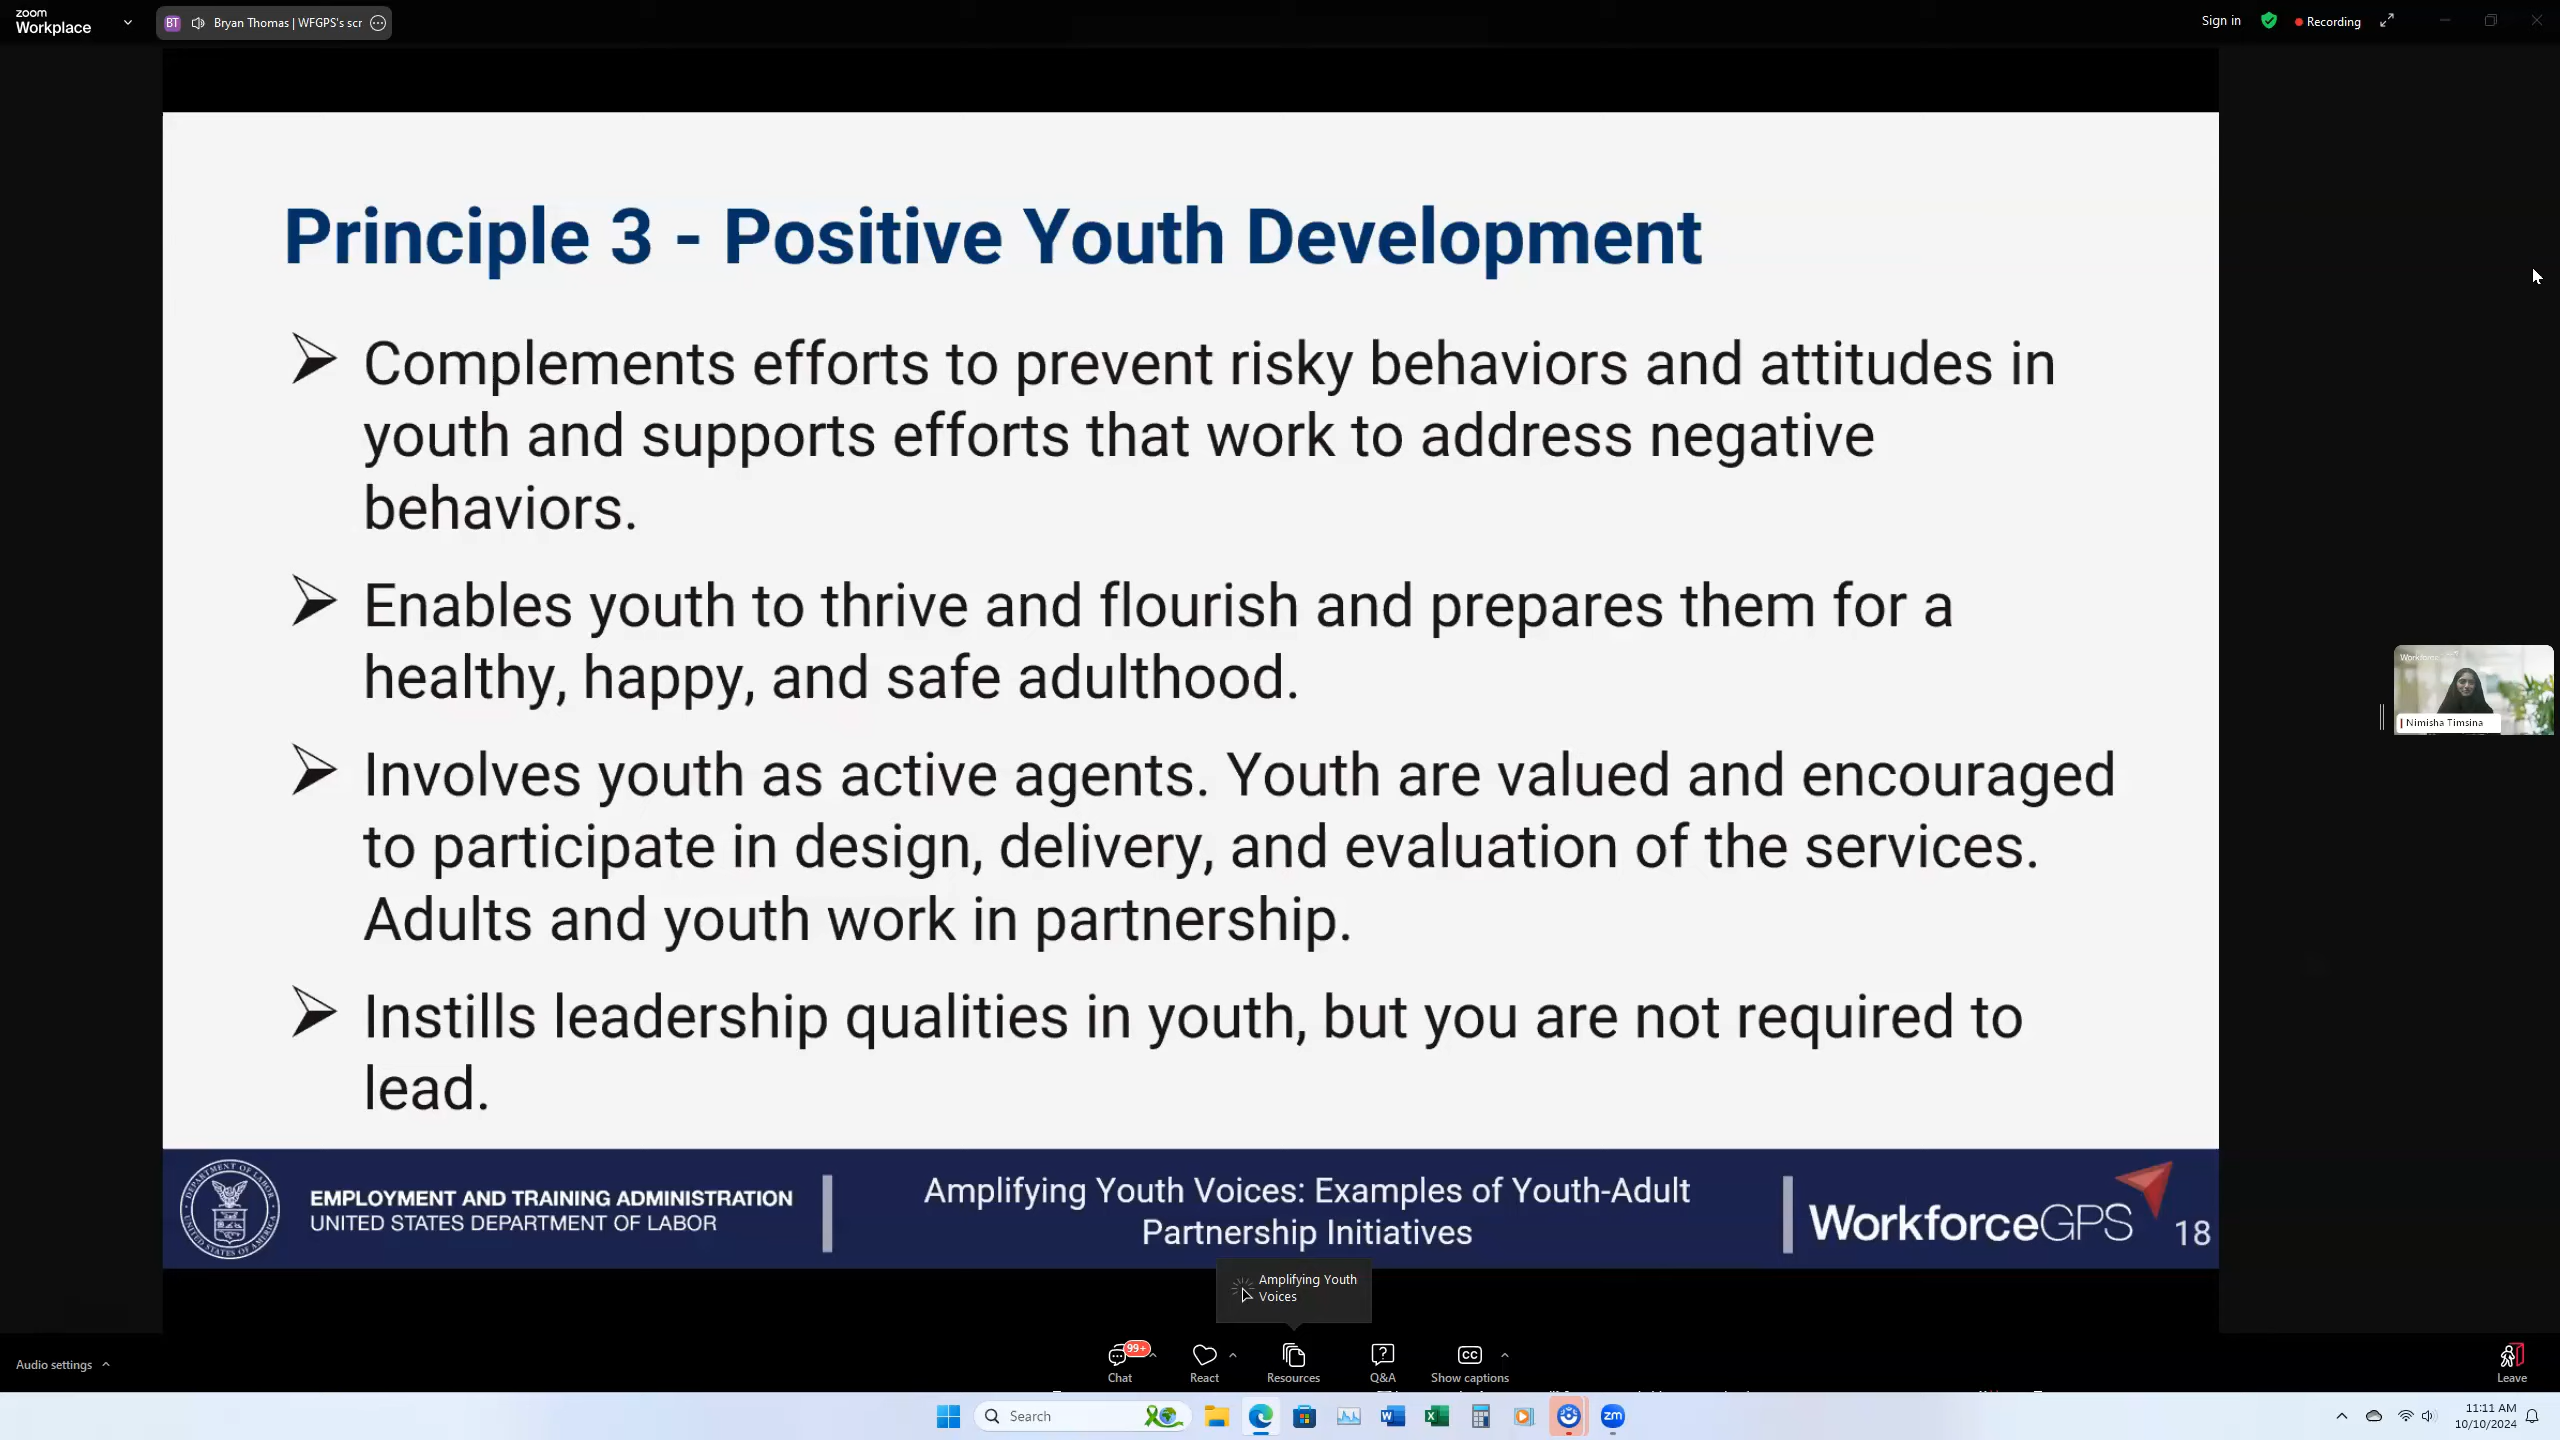 zoom
Workplace
BT Bryan Thomas | WFGPS's scr
Sign in
Recording
Principle 3 - Positive Youth Development
Complements efforts to prevent risky behaviors and attitudes in
youth and supports efforts that work to address negative
behaviors.
Enables youth to thrive and flourish and prepares them for a
healthy, happy, and safe adulthood.
Involves youth as active agents. Youth are valued and encouraged
to participate in design, delivery, and evaluation of the services.
Adults and youth work in partnership.
Instills leadership qualities in youth, but you are not required to
lead.
Nimisha Timsina
EMPLOYMENT AND TRAINING ADMINISTRATION
UNITED STATES DEPARTMENT OF LABOR
Amplifying Youth Voices: Examples of Youth-Adult
Partnership Initiatives
WorkforceGPS
18
Amplifying Youth
Voices
Audio settings
99+
Chat
React
Resources
Q&A
CC
Show captions
Leave
Search
zm
11:11 AM
10/10/2024